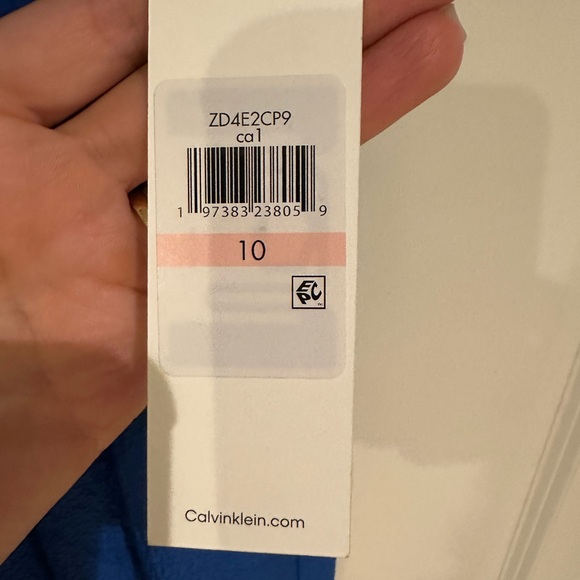 ZD4E2CP9
ca1
1 97383 23805 9
10
EPC
Calvinklein.com